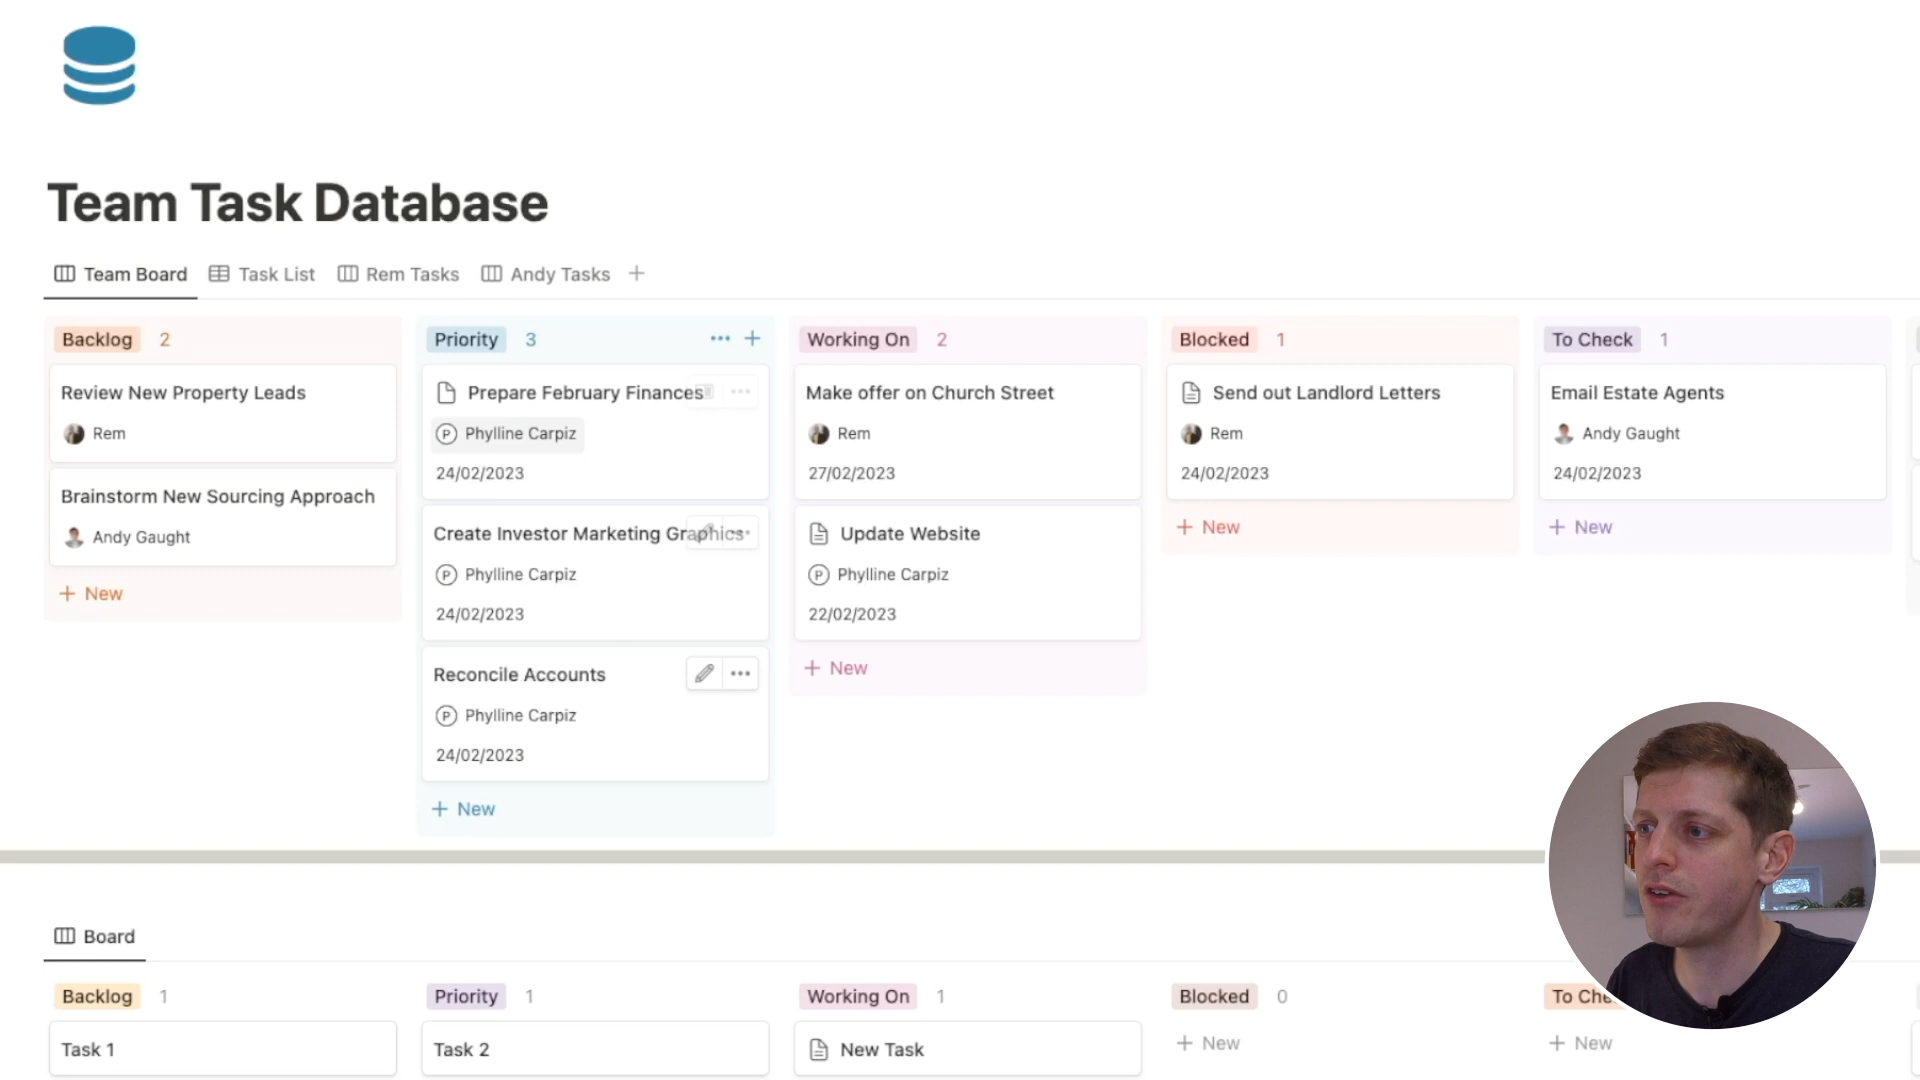 Team Task Database
Team Board Task List Rem Tasks Andy Tasks
Backlog 2
Review New Property Leads
Rem
Brainstorm New Sourcing Approach
Andy Gaught
New
Priority 3
Prepare February Finances
P Phylline Carpiz
24/02/2023
Create Investor Marketing Graphics
P Phylline Carpiz
24/02/2023
Reconcile Accounts
P Phylline Carpiz
24/02/2023
New
Working On 2
Make offer on Church Street
Rem
27/02/2023
Update Website
P Phylline Carpiz
22/02/2023
New
Blocked 1
Send out Landlord Letters
Rem
24/02/2023
New
To Check 1
Email Estate Agents
Andy Gaught
24/02/2023
New
Board
Backlog 1
Task 1
Priority 1
Task 2
Working On 1
New Task
Blocked 0
New
To Che
New